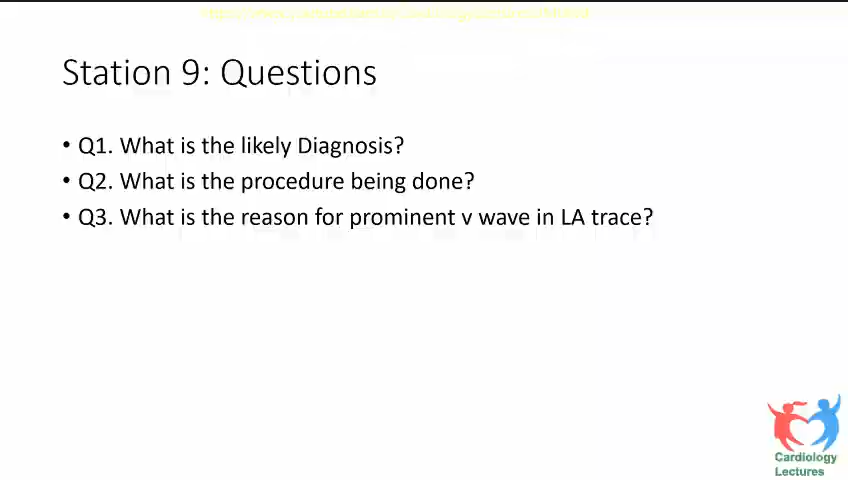 Station 9: Questions
• Q1. What is the likely Diagnosis?
• Q2. What is the procedure being done?
• Q3. What is the reason for prominent v wave in LA trace?
Cardiology
Lectures